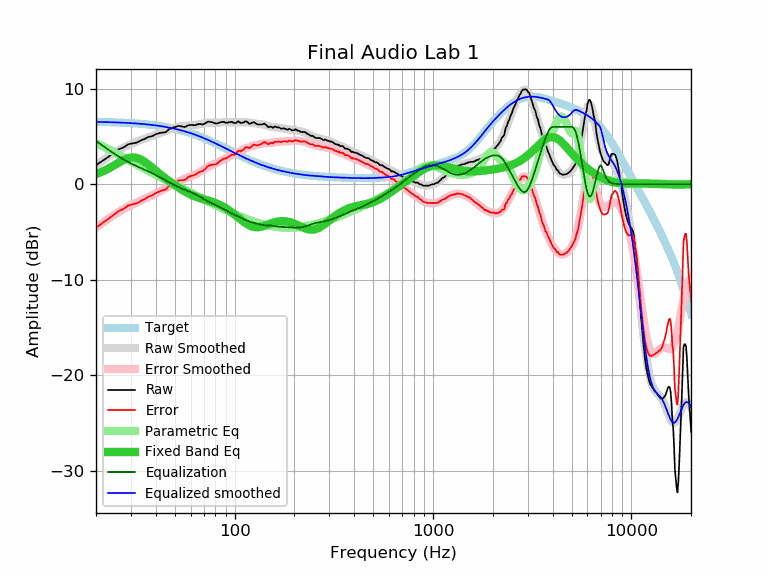 Final Audio Lab 1
Amplitude (dBr)
10
0
−10
−20
−30
Target
Raw Smoothed
Error Smoothed
Raw
Error
Parametric Eq
Fixed Band Eq
Equalization
Equalized smoothed
100
1000
10000
Frequency (Hz)